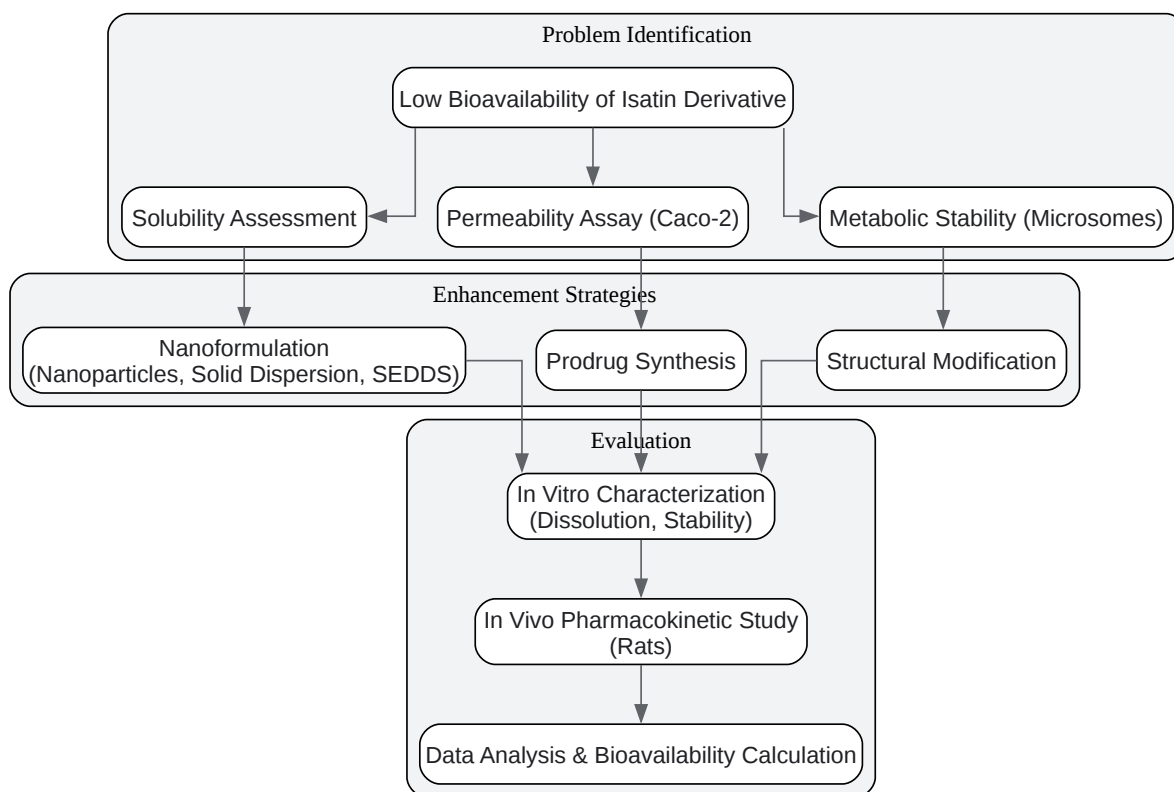 Problem Identification
Low Bioavailability of Isatin Derivative
Solubility Assessment
Permeability Assay (Caco-2)
Metabolic Stability (Microsomes)
Enhancement Strategies
Nanoformulation
(Nanoparticles, Solid Dispersion, SEDDS)
Prodrug Synthesis
Structural Modification
Evaluation
In Vitro Characterization
(Dissolution, Stability)
In Vivo Pharmacokinetic Study
(Rats)
Data Analysis & Bioavailability Calculation